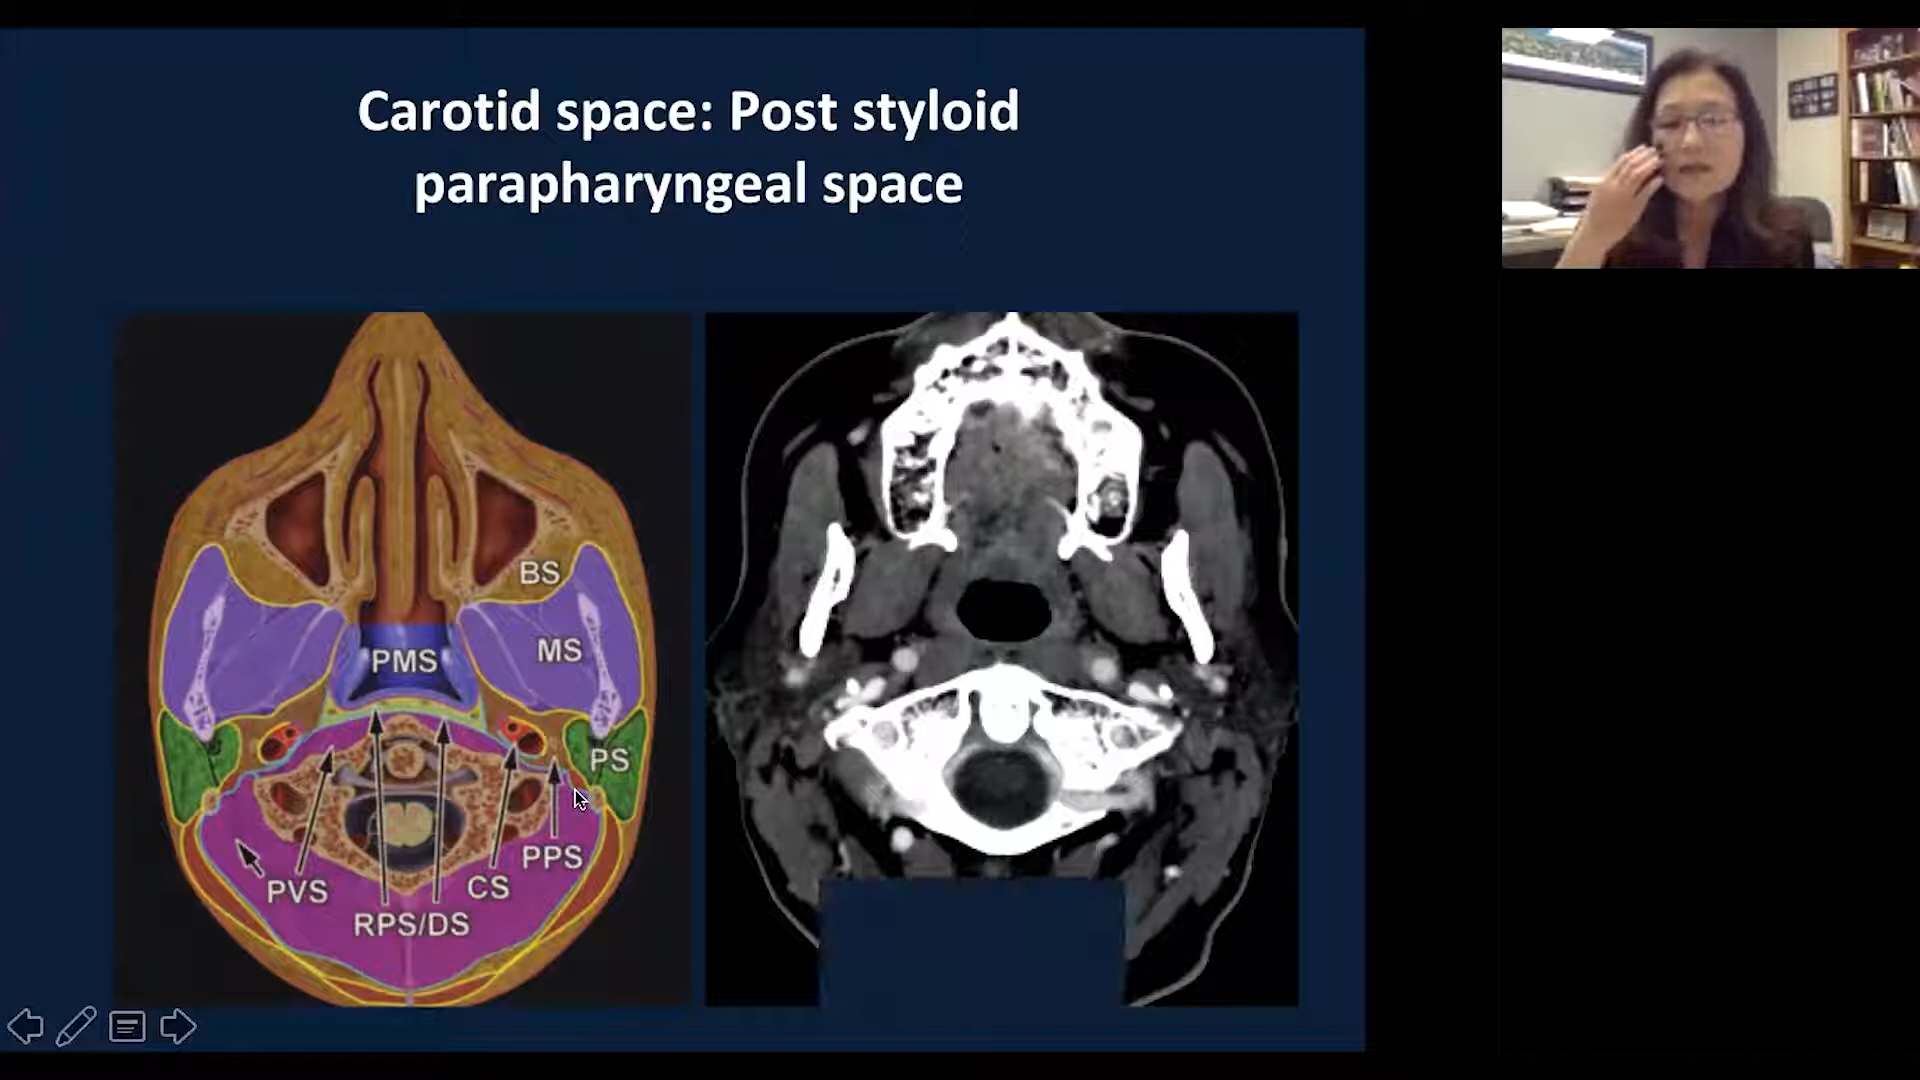 Carotid space: Post styloid
parapharyngeal space
BS
MS
PMS
PS
PPS
CS
PVS
RPS/DS